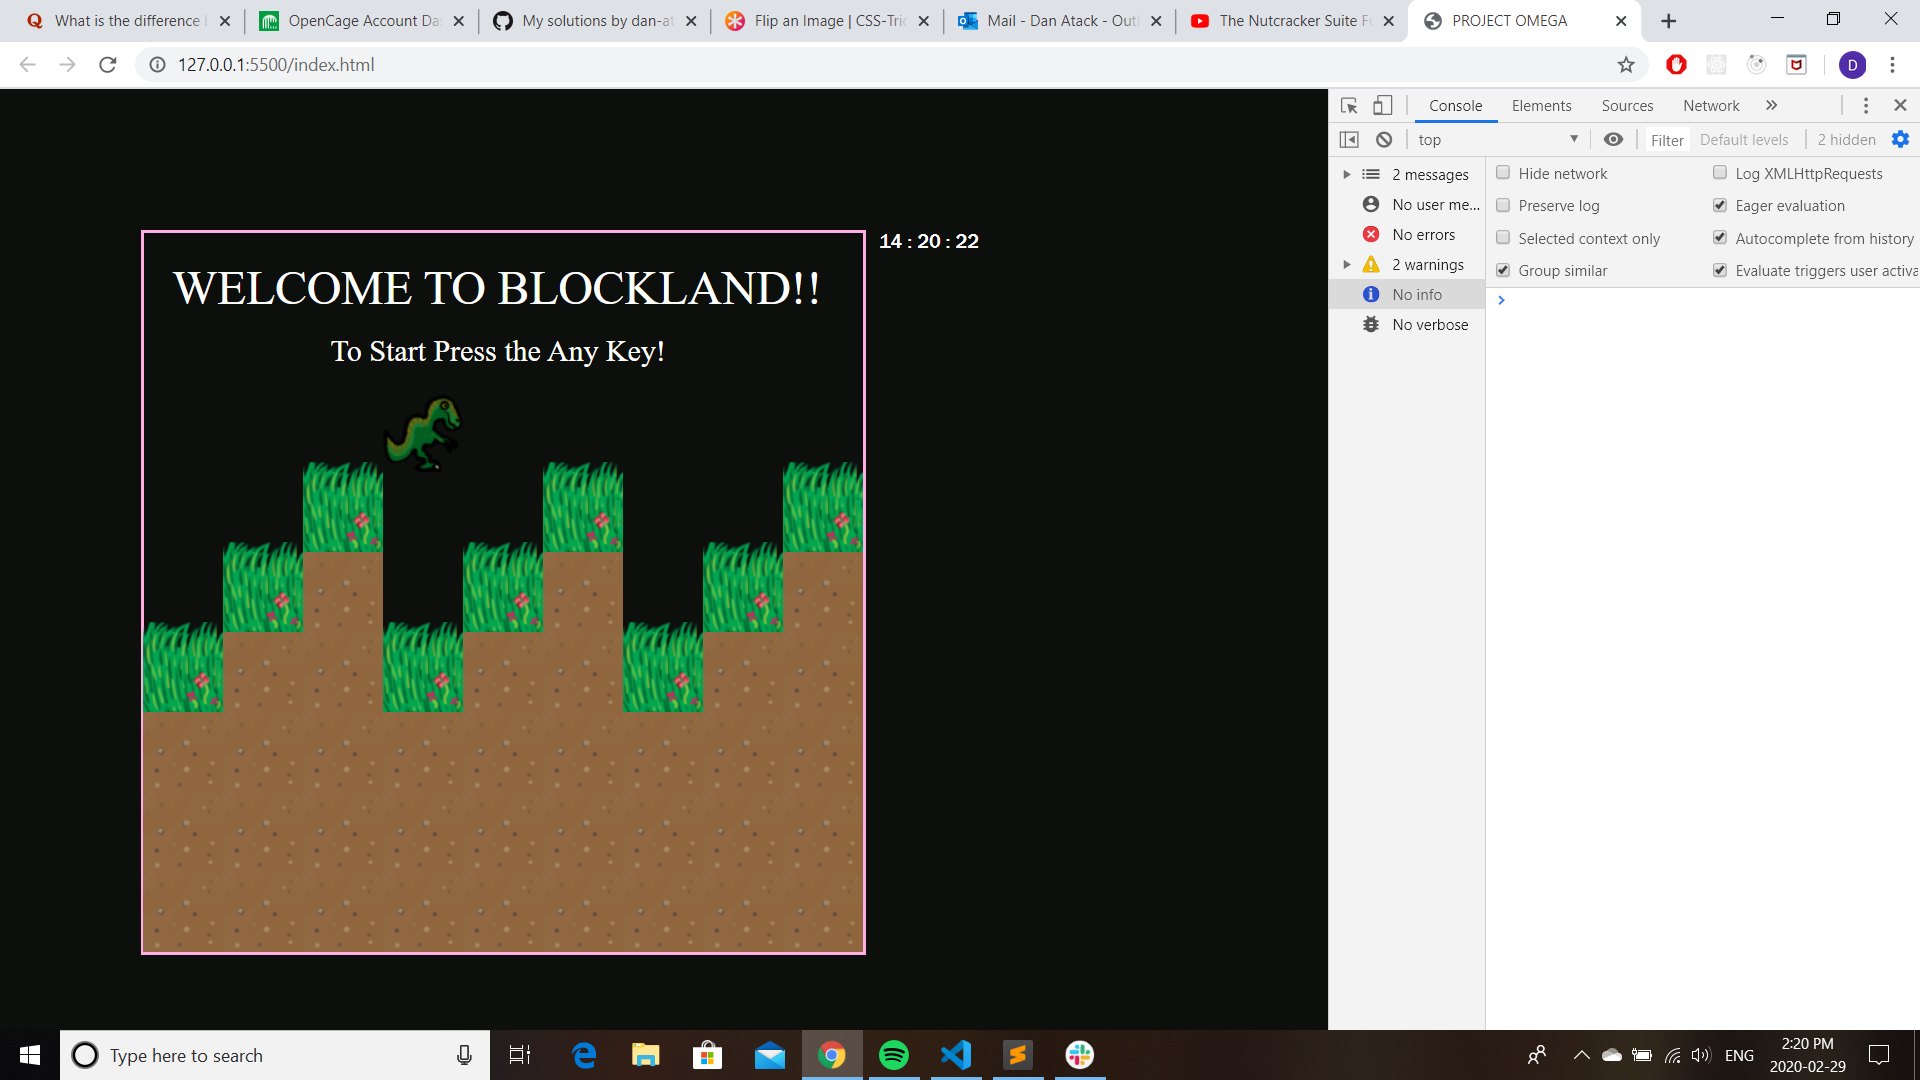 What is the difference
OpenCage Account Da
My solutions by dan-at
Flip an Image | CSS-Tric
Mail - Dan Atack - Outl
The Nutcracker Suite Fu
PROJECT OMEGA
127.0.0.1:5500/index.html
D
Console Elements Sources Network
top
Filter Default levels 2 hidden
2 messages
No user me...
No errors
2 warnings
No info
No verbose
Hide network Log XMLHttpRequests
Preserve log Eager evaluation
Selected context only Autocomplete from history
Group similar Evaluate triggers user activa
14 : 20 : 22
WELCOME TO BLOCKLAND!!
To Start Press the Any Key!
Type here to search
ENG
2:20 PM
2020-02-29